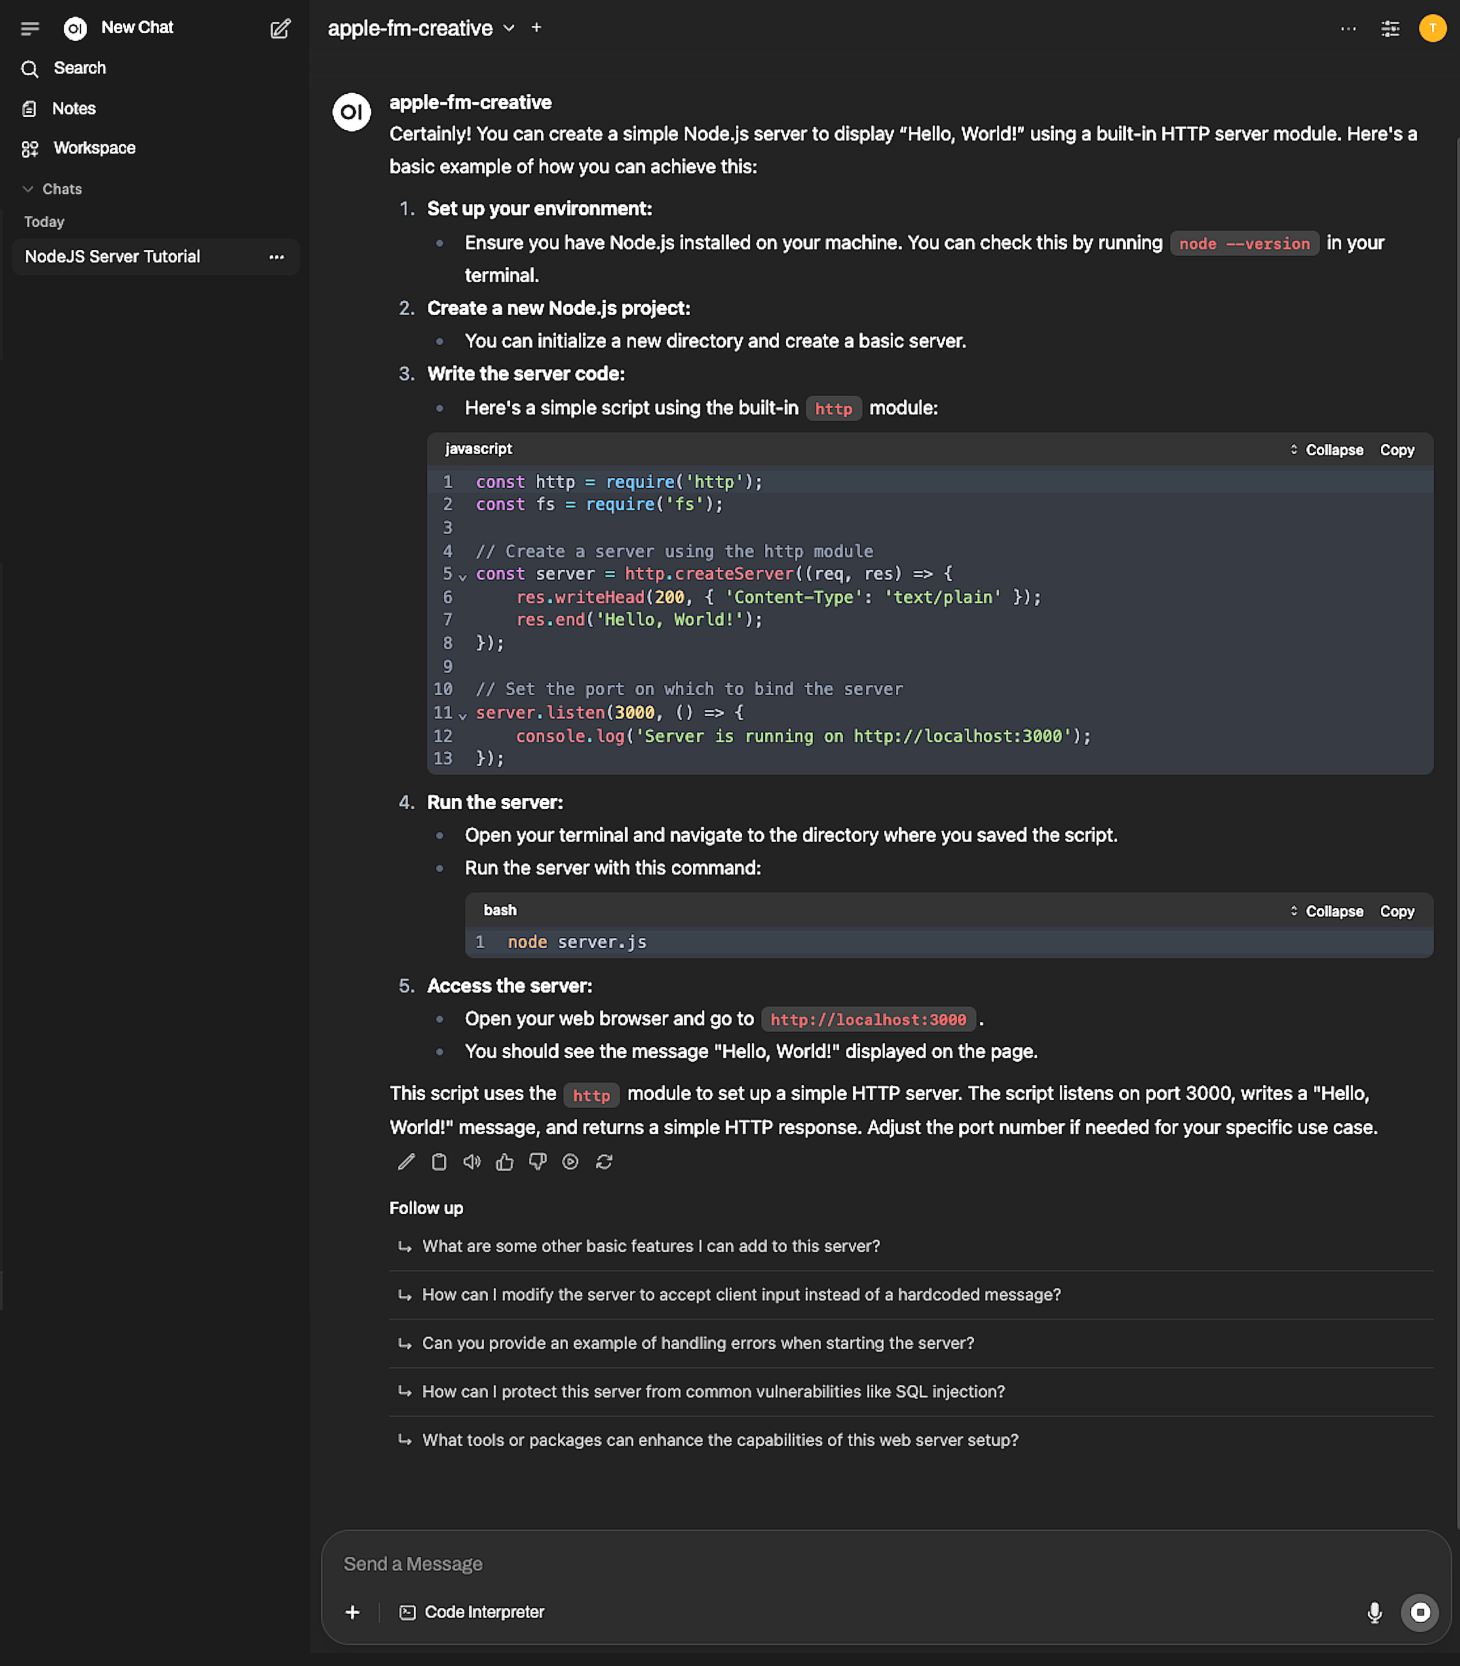 OI New Chat
Search
Notes
Workspace
Chats
Today
NodeJS Server Tutorial
apple-fm-creative
T
OI
apple-fm-creative
Certainly! You can create a simple Node.js server to display “Hello, World!” using a built-in HTTP server module. Here's a
basic example of how you can achieve this:
1. Set up your environment:
• Ensure you have Node.js installed on your machine. You can check this by running node --version in your
terminal.
2. Create a new Node.js project:
• You can initialize a new directory and create a basic server.
3. Write the server code:
• Here's a simple script using the built-in http module:
javascript Collapse Copy
1 const http = require('http');
2 const fs = require('fs');
3
4 // Create a server using the http module
5 const server = http.createServer((req, res) => {
6 res.writeHead(200, { 'Content-Type': 'text/plain' });
7 res.end('Hello, World!');
8 });
9
10 // Set the port on which to bind the server
11 server.listen(3000, () => {
12 console.log('Server is running on http://localhost:3000');
13 });
4. Run the server:
• Open your terminal and navigate to the directory where you saved the script.
• Run the server with this command:
bash Collapse Copy
1 node server.js
5. Access the server:
• Open your web browser and go to http://localhost:3000 .
• You should see the message "Hello, World!" displayed on the page.
This script uses the http module to set up a simple HTTP server. The script listens on port 3000, writes a "Hello,
World!" message, and returns a simple HTTP response. Adjust the port number if needed for your specific use case.
Follow up
What are some other basic features I can add to this server?
How can I modify the server to accept client input instead of a hardcoded message?
Can you provide an example of handling errors when starting the server?
How can I protect this server from common vulnerabilities like SQL injection?
What tools or packages can enhance the capabilities of this web server setup?
Send a Message
Code Interpreter